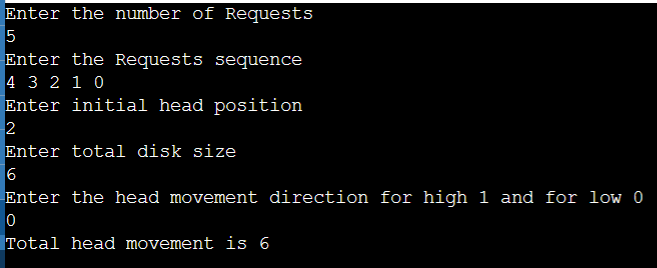 Enter the number of Requests
5
Enter the Requests sequence
4 3 2 1 0
Enter initial head position
2
Enter total disk size
6
Enter the head movement direction for high 1 and for low 0
0
Total head movement is 6